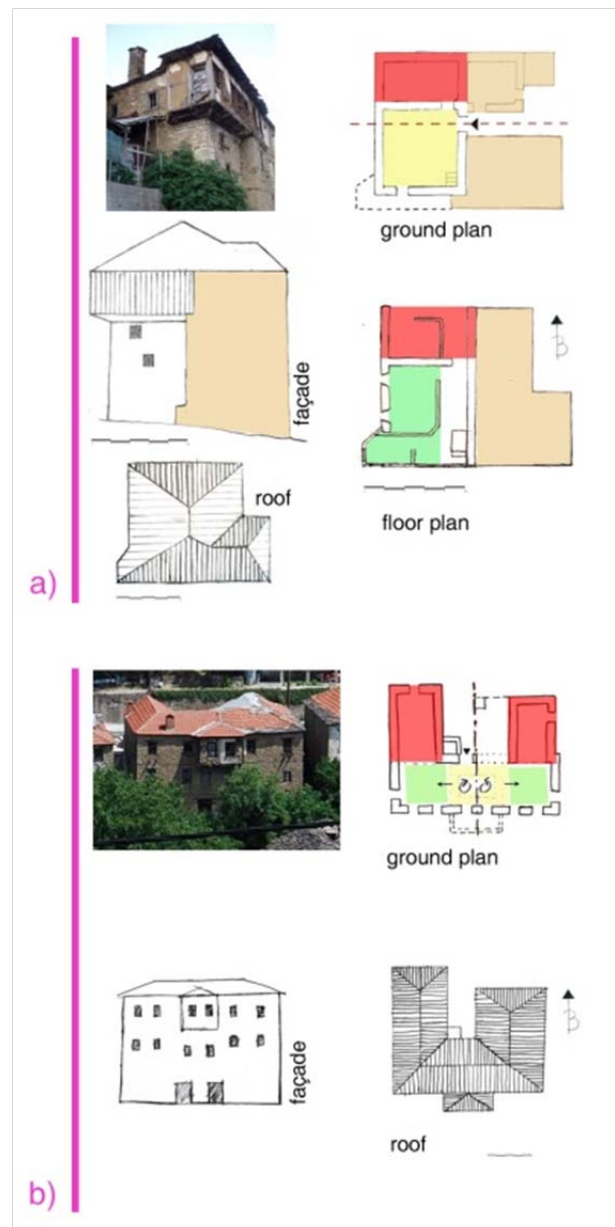 ground plan
façade
B
floor plan
roof
a)
ground plan
façade
B
roof
b)